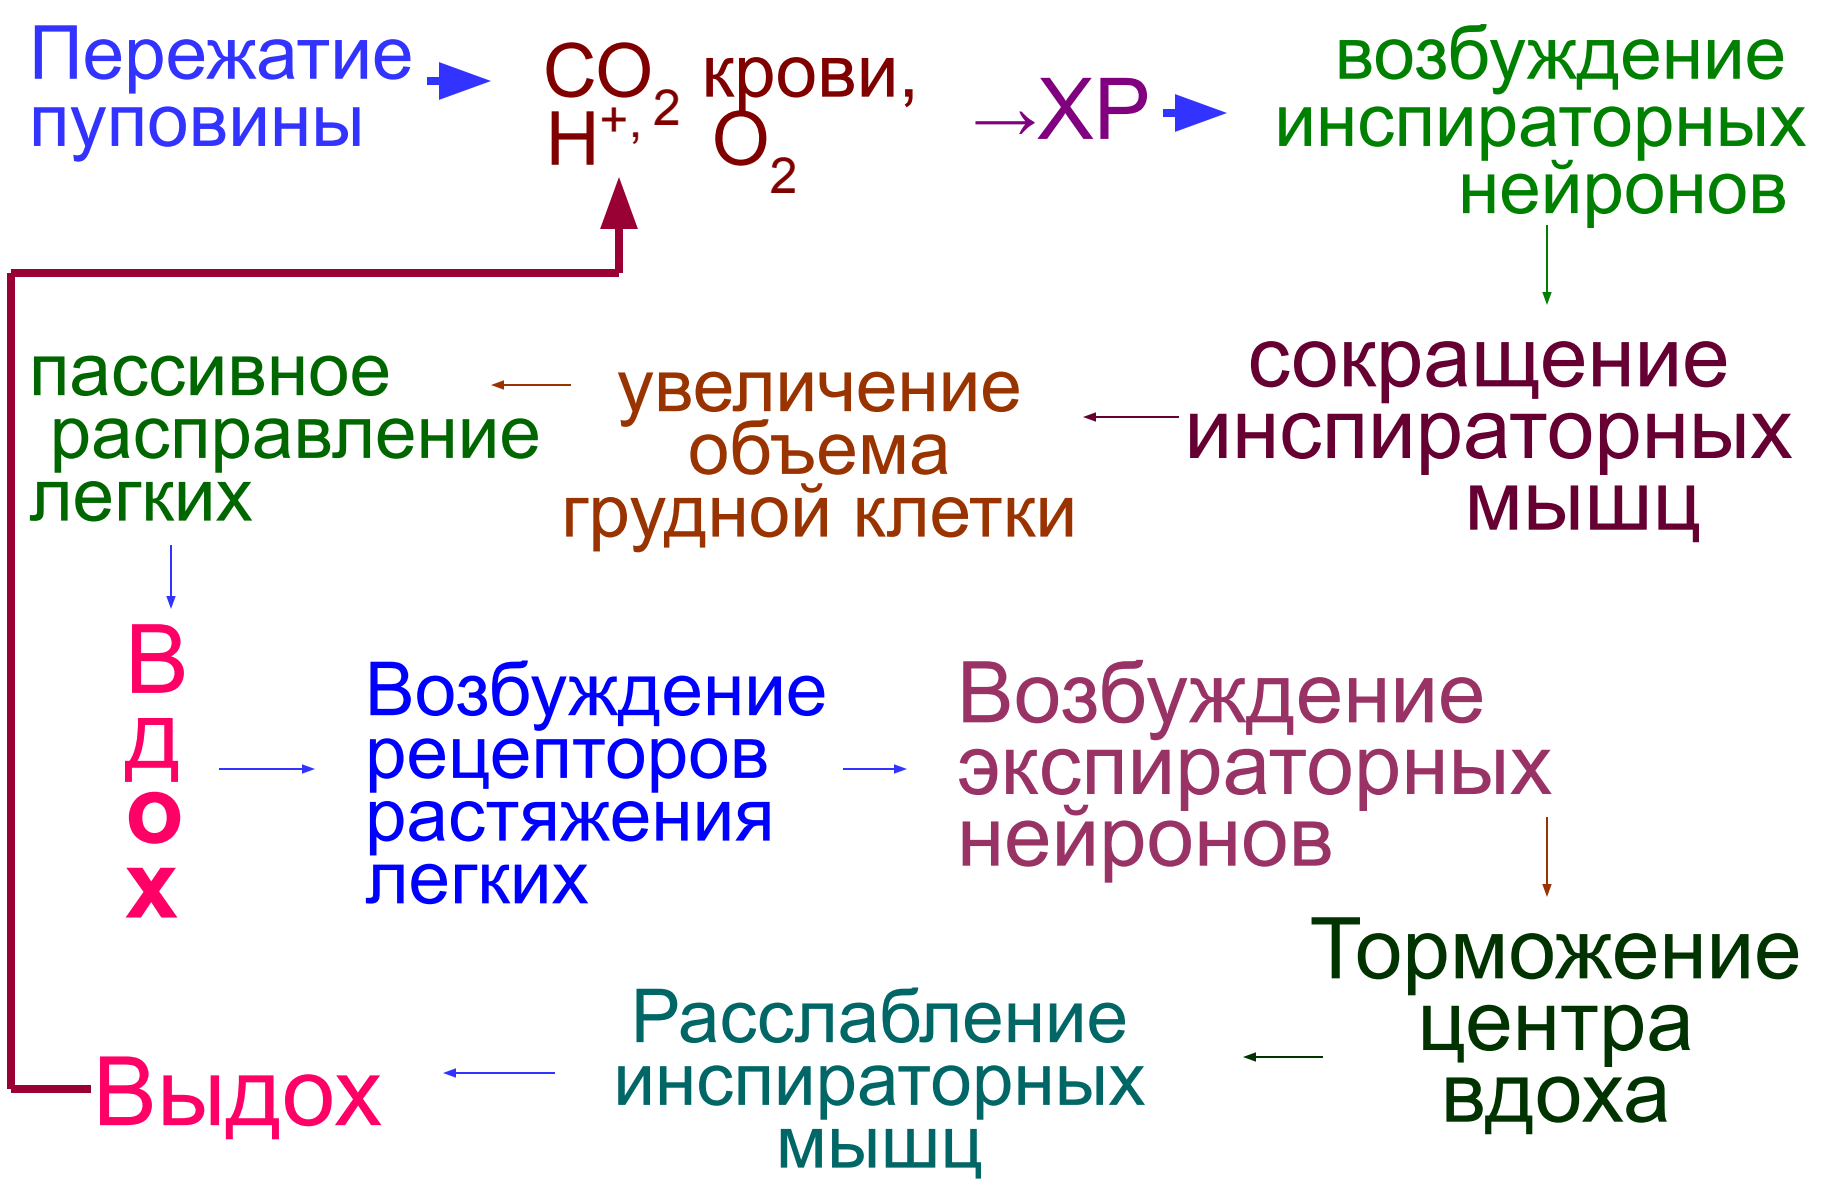 Пережатие
пуповины
CO2 крови,
H+, O2
→ХР
возбуждение
инспираторных
нейронов
сокращение
инспираторных
мышц
увеличение
объема
грудной клетки
пассивное
расправление
легких
Вдох
Возбуждение
рецепторов
растяжения
легких
Возбуждение
экспираторных
нейронов
Торможение
центра
вдоха
Расслабление
инспираторных
мышц
Выдох